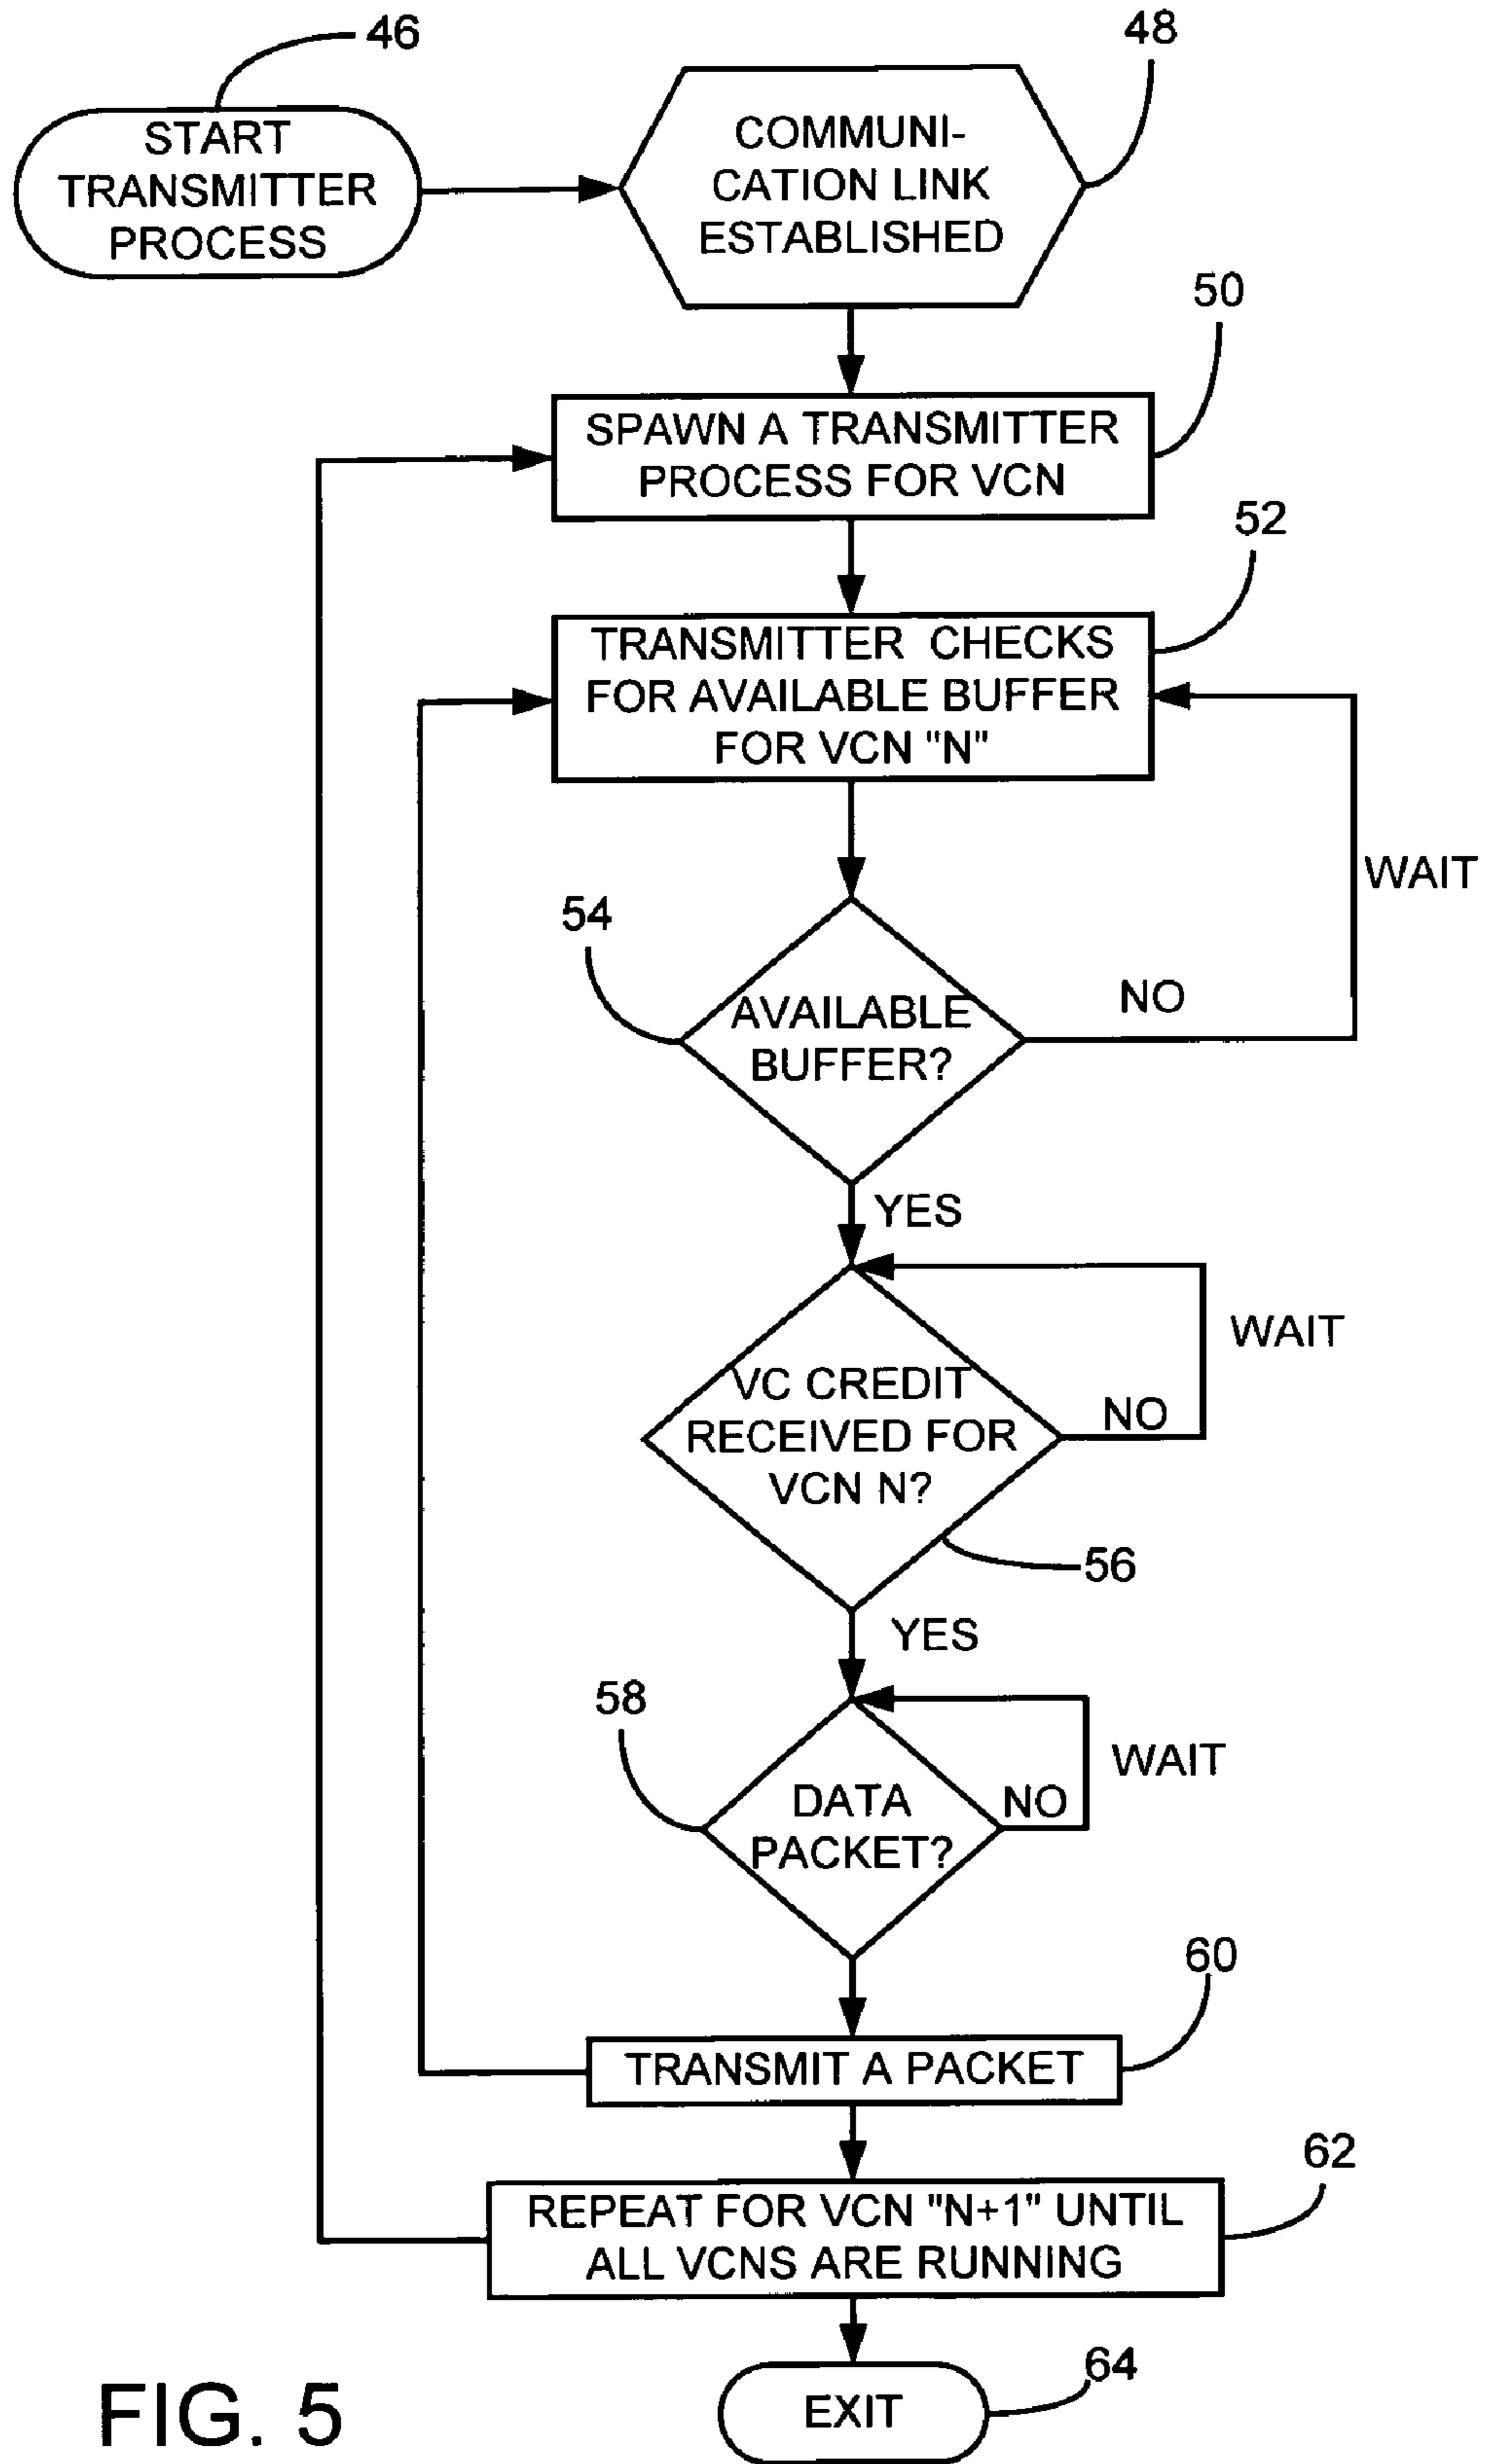 46
START
TRANSMITTER
PROCESS
48
COMMUNI-
CATION LINK
ESTABLISHED
50
SPAWN A TRANSMITTER
PROCESS FOR VCN
52
TRANSMITTER CHECKS
FOR AVAILABLE BUFFER
FOR VCN "N"
WAIT
54
AVAILABLE
BUFFER?
NO
YES
WAIT
VC CREDIT
RECEIVED FOR
VCN N?
NO
56
YES
58
WAIT
DATA
PACKET?
NO
60
TRANSMIT A PACKET
62
REPEAT FOR VCN "N+1" UNTIL
ALL VCNS ARE RUNNING
64
EXIT
FIG. 5